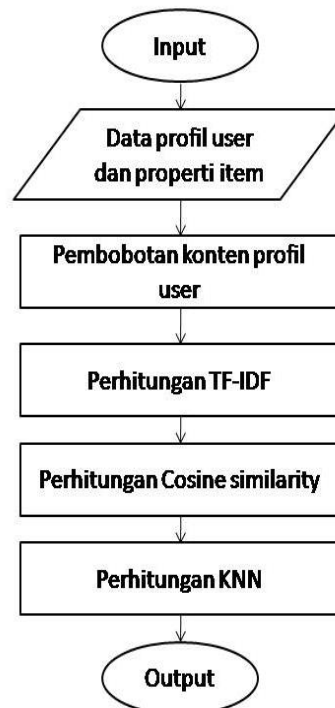 Input
Data profil user
dan properti item
Pembobotan konten profil
user
Perhitungan TF-IDF
Perhitungan Cosine similarity
Perhitungan KNN
Output